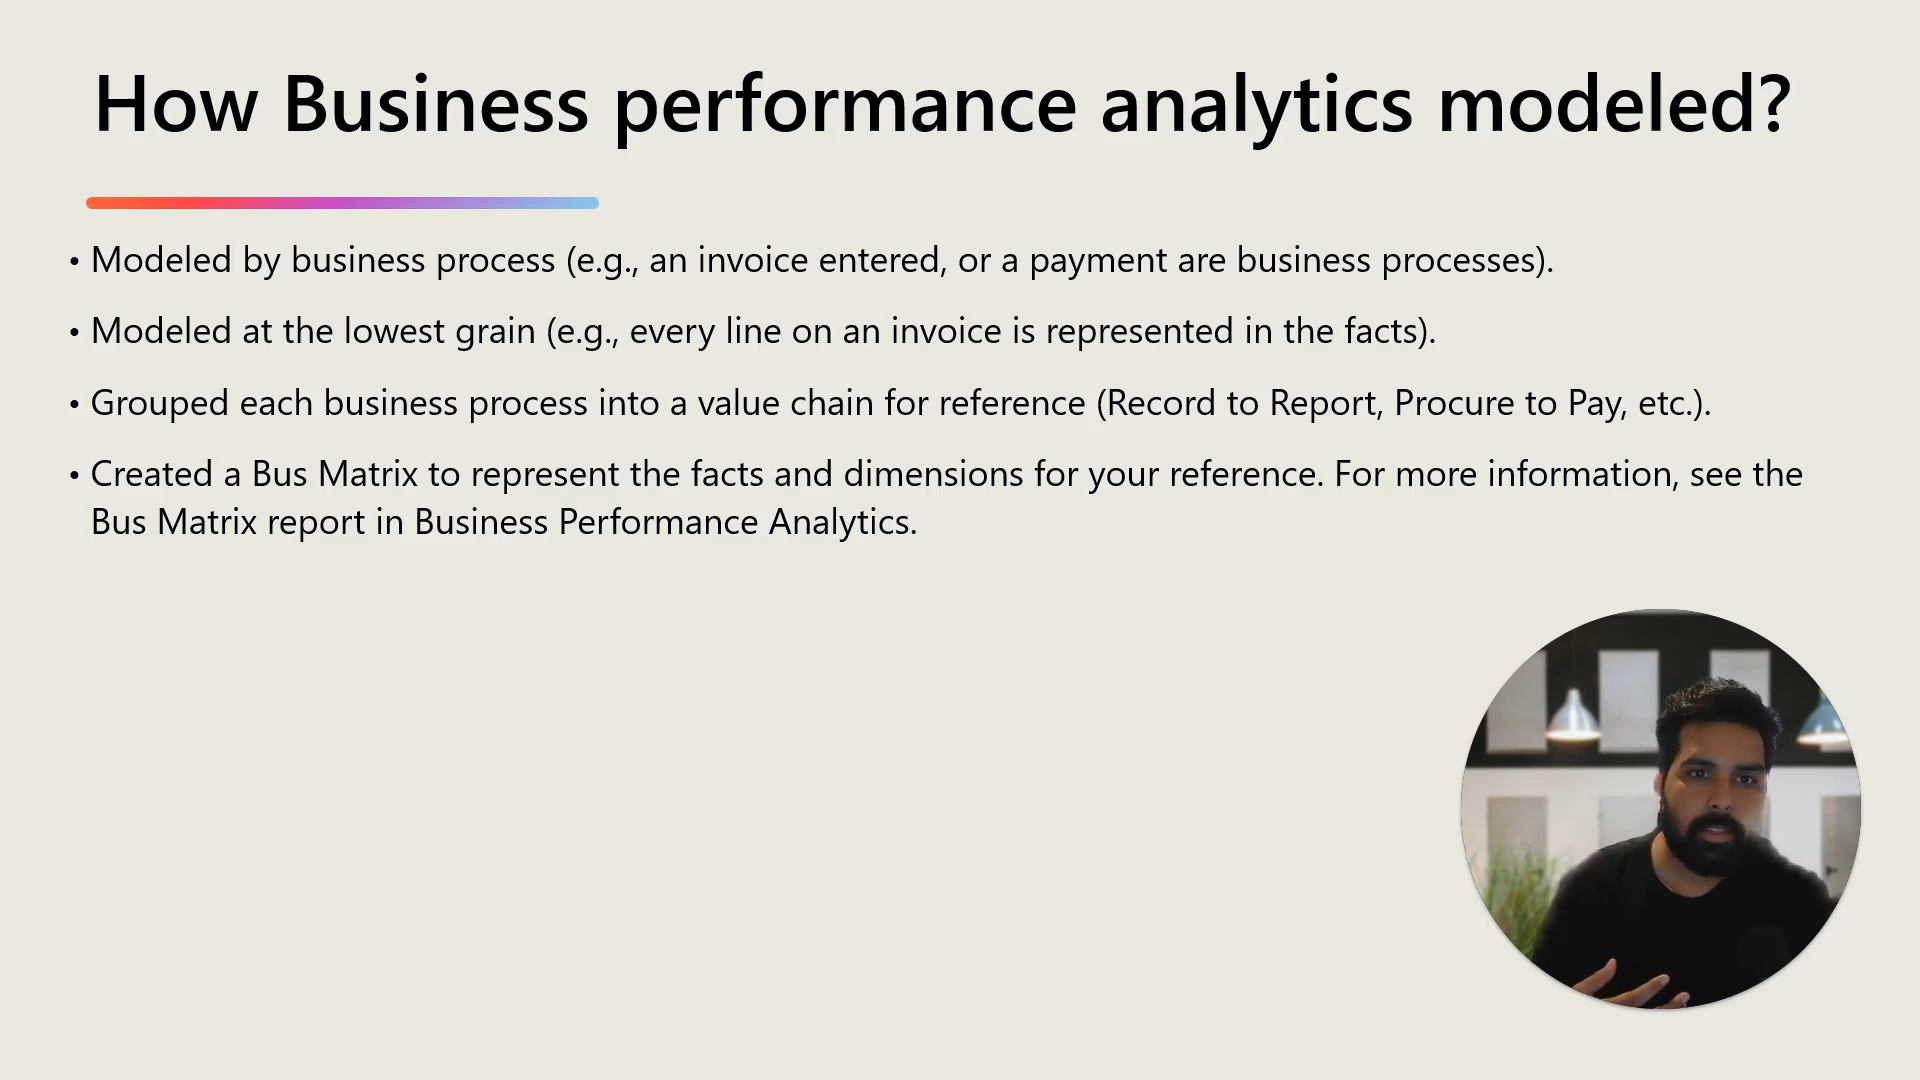 How Business performance analytics modeled?
• Modeled by business process (e.g., an invoice entered, or a payment are business processes).
• Modeled at the lowest grain (e.g., every line on an invoice is represented in the facts).
• Grouped each business process into a value chain for reference (Record to Report, Procure to Pay, etc.).
• Created a Bus Matrix to represent the facts and dimensions for your reference. For more information, see the
Bus Matrix report in Business Performance Analytics.